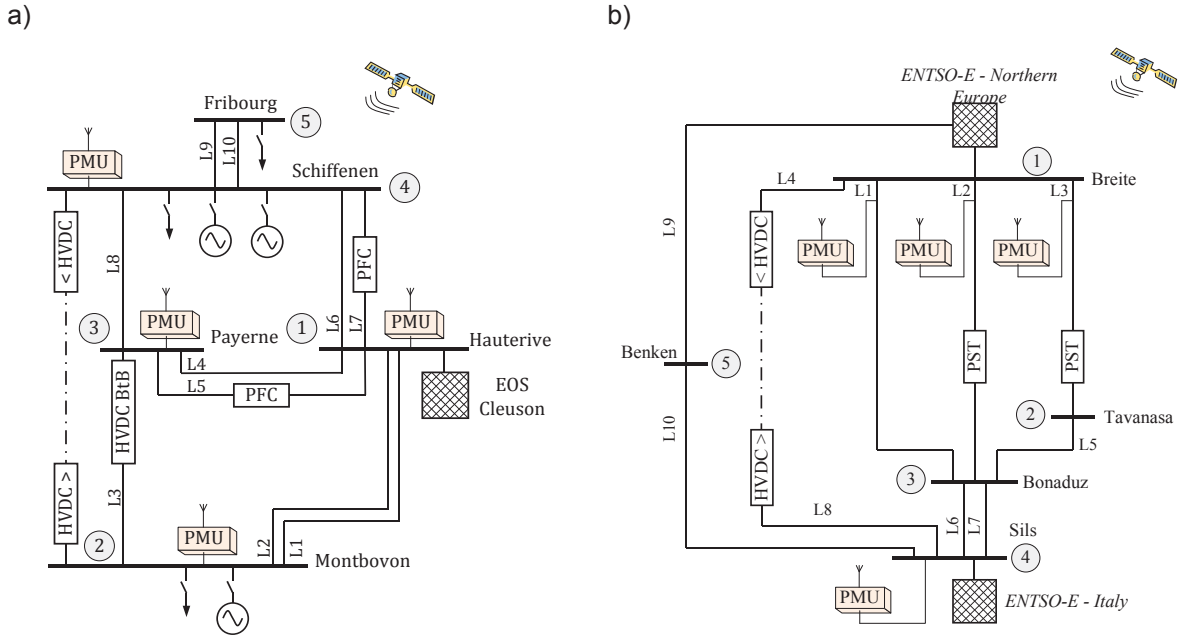 a)
Fribourg
5
L9
L10
PMU
Schiffenen
4
< HVDC
L8
PFC
3
PMU
Payerne
1
L6
L7
PMU
Hauterive
L4
L5
PFC
EOS
Cleuson
HVDC BtB
HVDC >
L3
2
PMU
L2
L1
Montbovon
b)
ENTSO-E - Northern
Europe
1
Breite
L4
L1
L2
L3
L9
< HVDC
PMU
PMU
PMU
Benken
5
PST
PST
2
Tavanasa
L10
HVDC >
L5
3
Bonaduz
L8
L6
L7
Sils
4
PMU
ENTSO-E - Italy